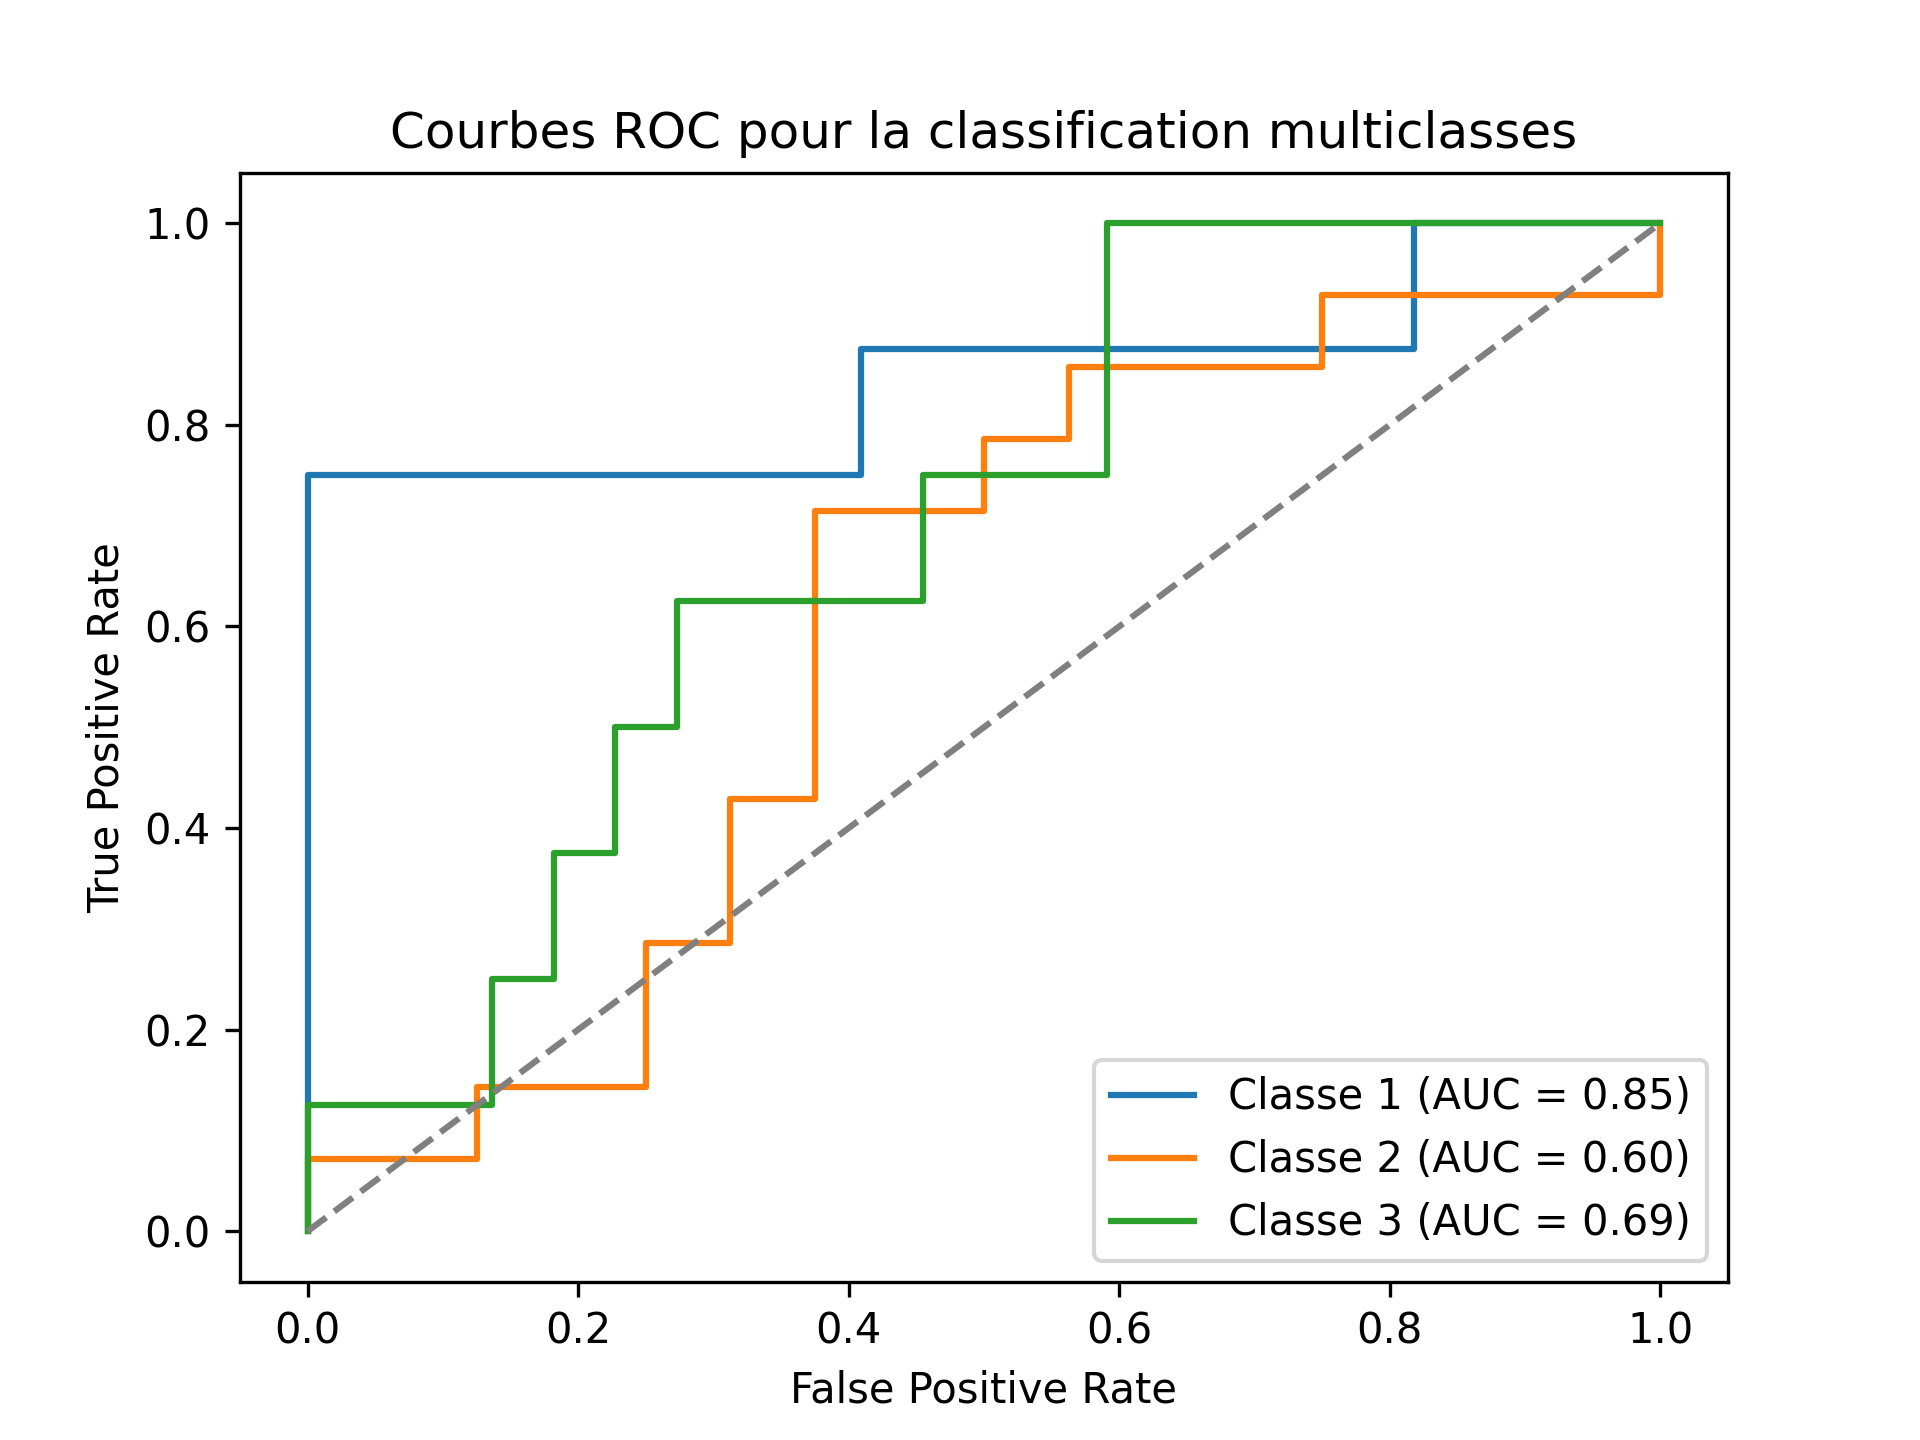 Courbes ROC pour la classification multiclasses
1.0
0.8
0.6
0.4
0.2
0.0
True Positive Rate
0.0 0.2 0.4 0.6 0.8 1.0
False Positive Rate
Classe 1 (AUC = 0.85)
Classe 2 (AUC = 0.60)
Classe 3 (AUC = 0.69)